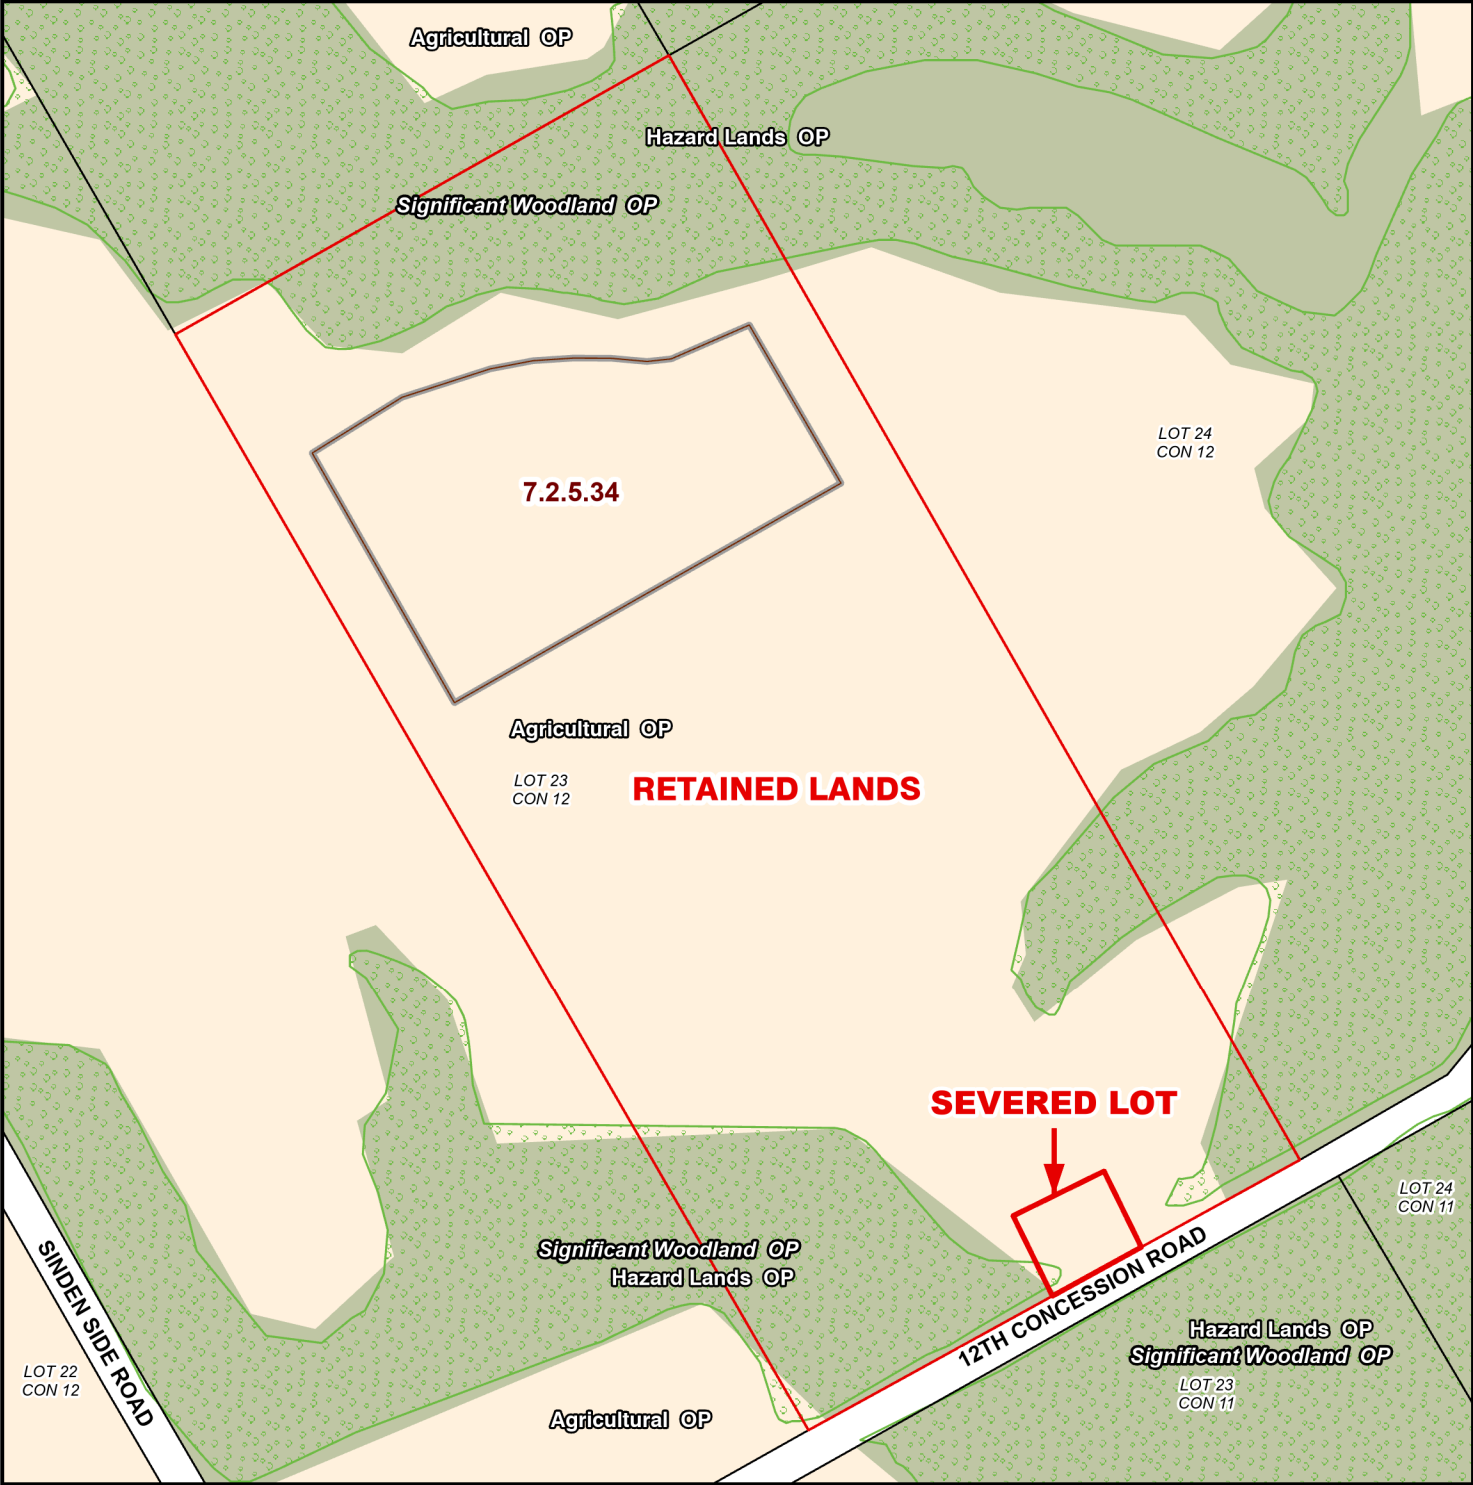 Agricultural OP
Hazard Lands OP
Significant Woodland OP
LOT 24
CON 12
7.2.5.34
Agricultural OP
LOT 23
CON 12
RETAINED LANDS
SEVERED LOT
LOT 24
CON 11
Significant Woodland OP
Hazard Lands OP
12TH CONCESSION ROAD
SINDEN SIDE ROAD
Hazard Lands OP
Significant Woodland OP
LOT 22
CON 12
LOT 23
CON 11
Agricultural OP